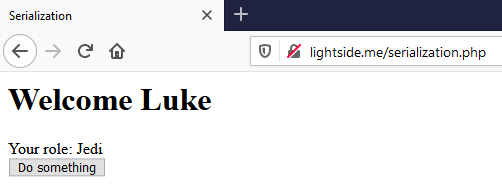 Serialization
lightside.me/serialization.php
Welcome Luke
Your role: Jedi
Do something